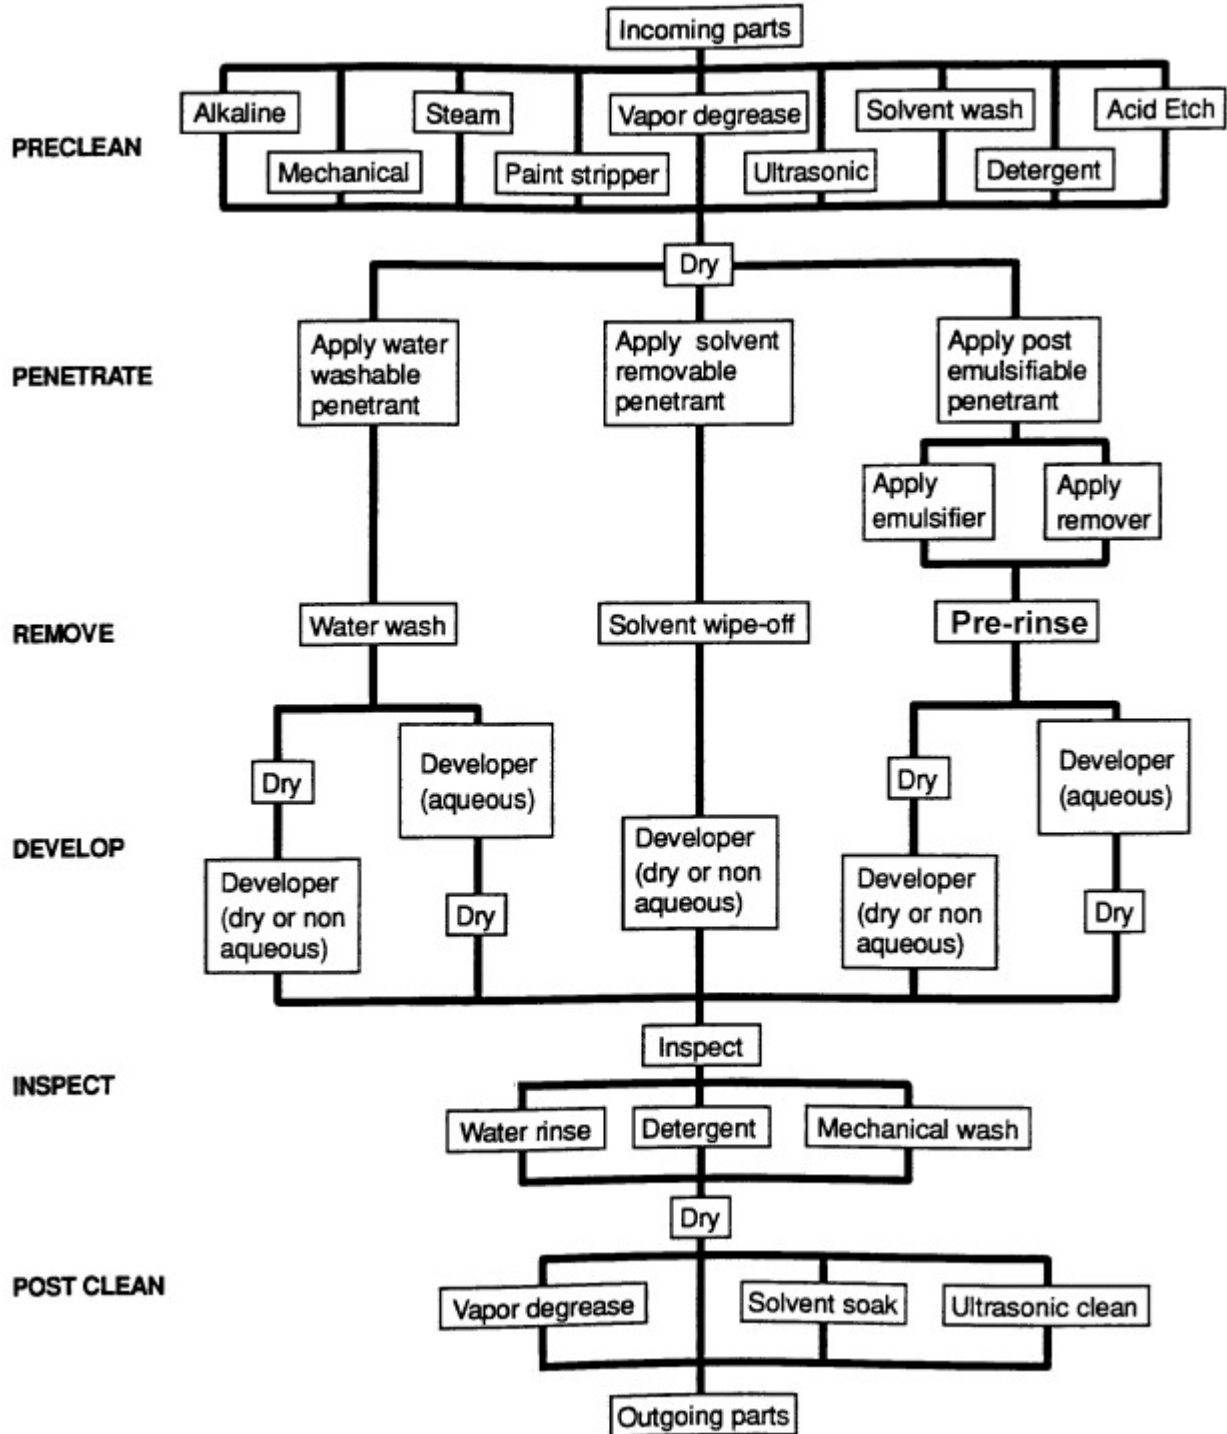 Incoming parts
Alkaline
Steam
Vapor degrease
Solvent wash
Acid Etch
PRECLEAN
Mechanical
Paint stripper
Ultrasonic
Detergent
Dry
PENETRATE
Apply water
washable
penetrant
Apply solvent
removable
penetrant
Apply post
emulsifiable
penetrant
Apply
emulsifier
Apply
remover
REMOVE
Water wash
Solvent wipe-off
Pre-rinse
DEVELOP
Dry
Developer
(aqueous)
Developer
(dry or non
aqueous)
Dry
Developer
(dry or non
aqueous)
Dry
Developer
(aqueous)
Developer
(dry or non
aqueous)
Dry
Inspect
INSPECT
Water rinse
Detergent
Mechanical wash
Dry
POST CLEAN
Vapor degrease
Solvent soak
Ultrasonic clean
Outgoing parts